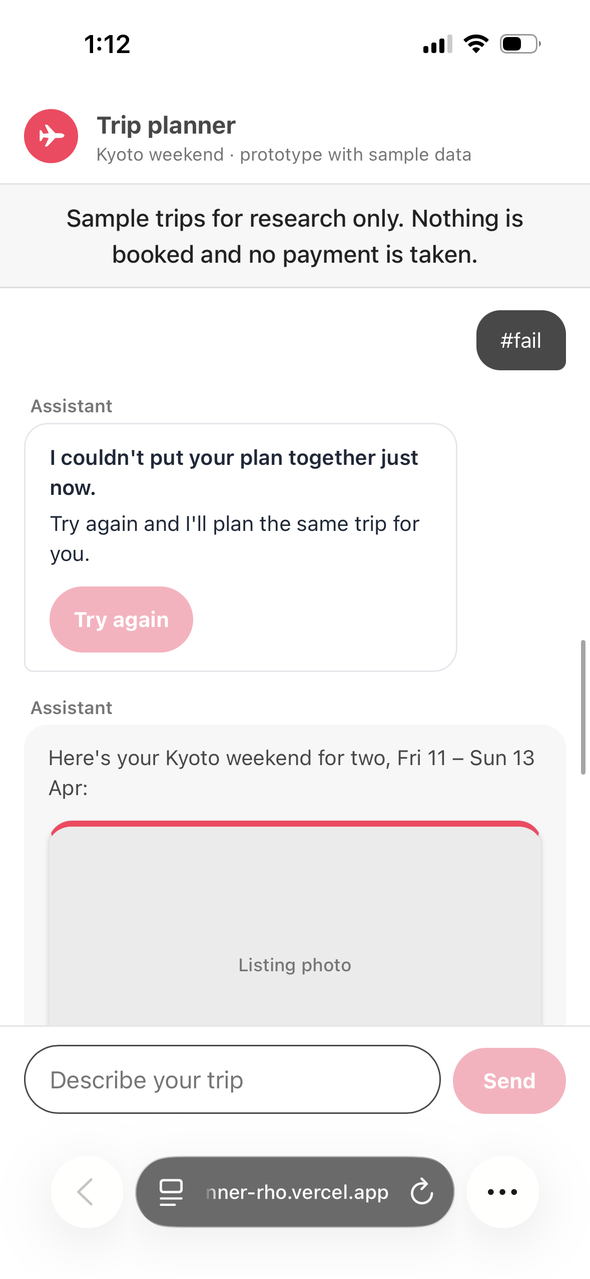 1:12
Trip planner
Kyoto weekend · prototype with sample data
Sample trips for research only. Nothing is
booked and no payment is taken.
#fail
Assistant
I couldn't put your plan together just
now.
Try again and I'll plan the same trip for
you.
Try again
Assistant
Here's your Kyoto weekend for two, Fri 11 – Sun 13
Apr:
Listing photo
Describe your trip
Send
nner-rho.vercel.app